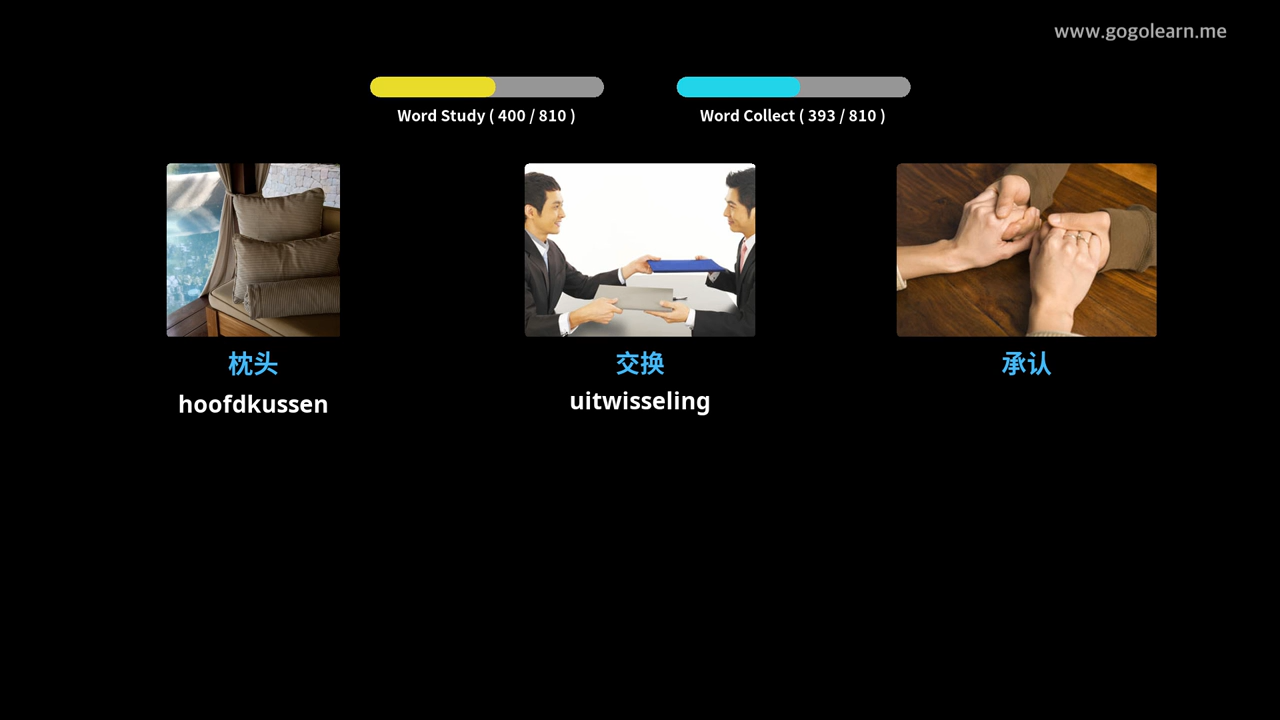 www.gogolearn.me
Word Study ( 400 / 810 )
Word Collect ( 393 / 810 )
枕头
交换
承认
hoofdkussen
uitwisseling